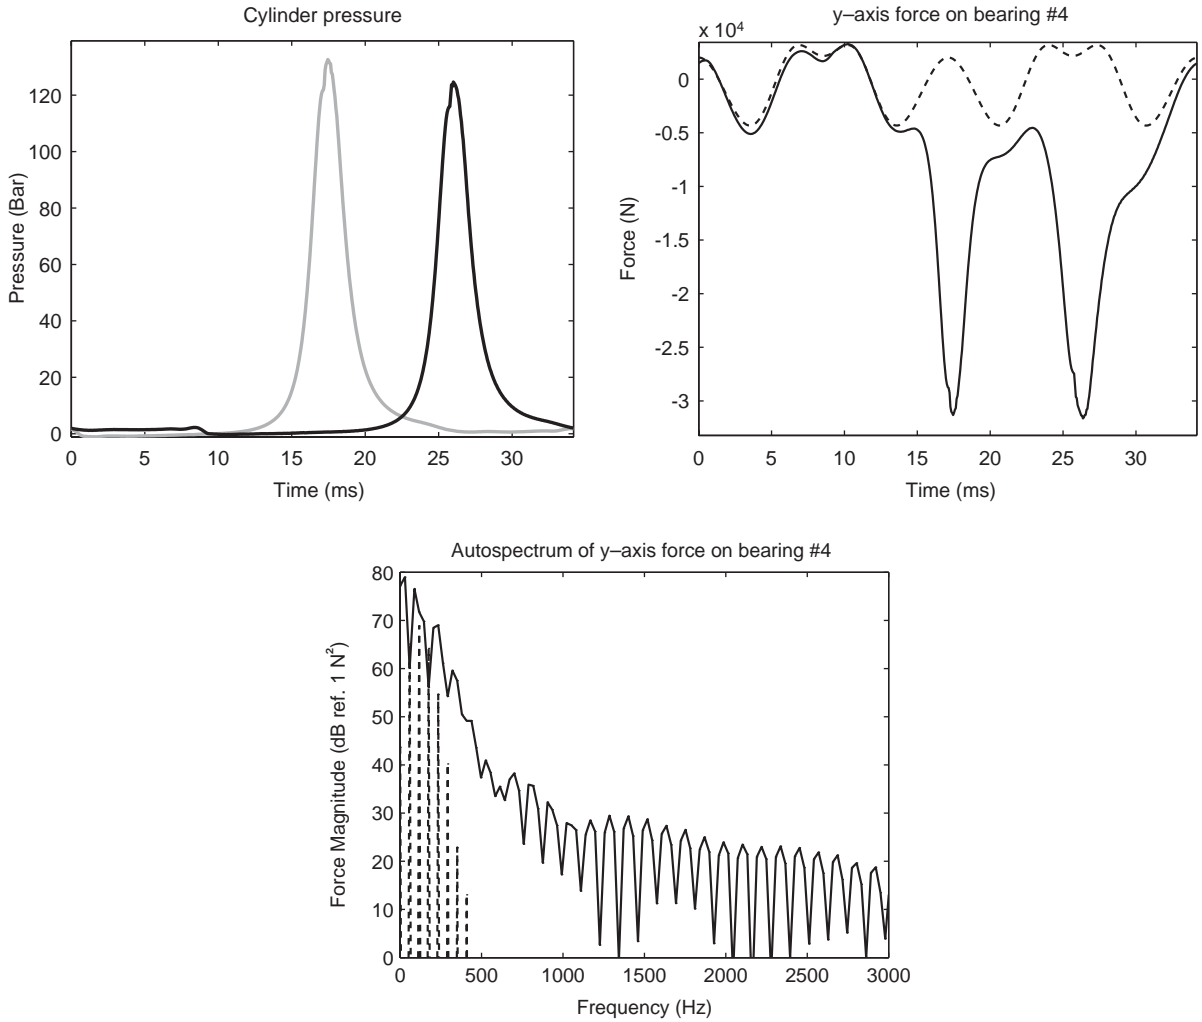 Cylinder pressure
120
100
80
60
40
20
0
Pressure (Bar)
0 5 10 15 20 25 30
Time (ms)
y–axis force on bearing #4
x 10⁴
0
-0.5
-1
-1.5
-2
-2.5
-3
Force (N)
0 5 10 15 20 25 30
Time (ms)
Autospectrum of y–axis force on bearing #4
80
70
60
50
40
30
20
10
0
Force Magnitude (dB ref. 1 N²)
0 500 1000 1500 2000 2500 3000
Frequency (Hz)